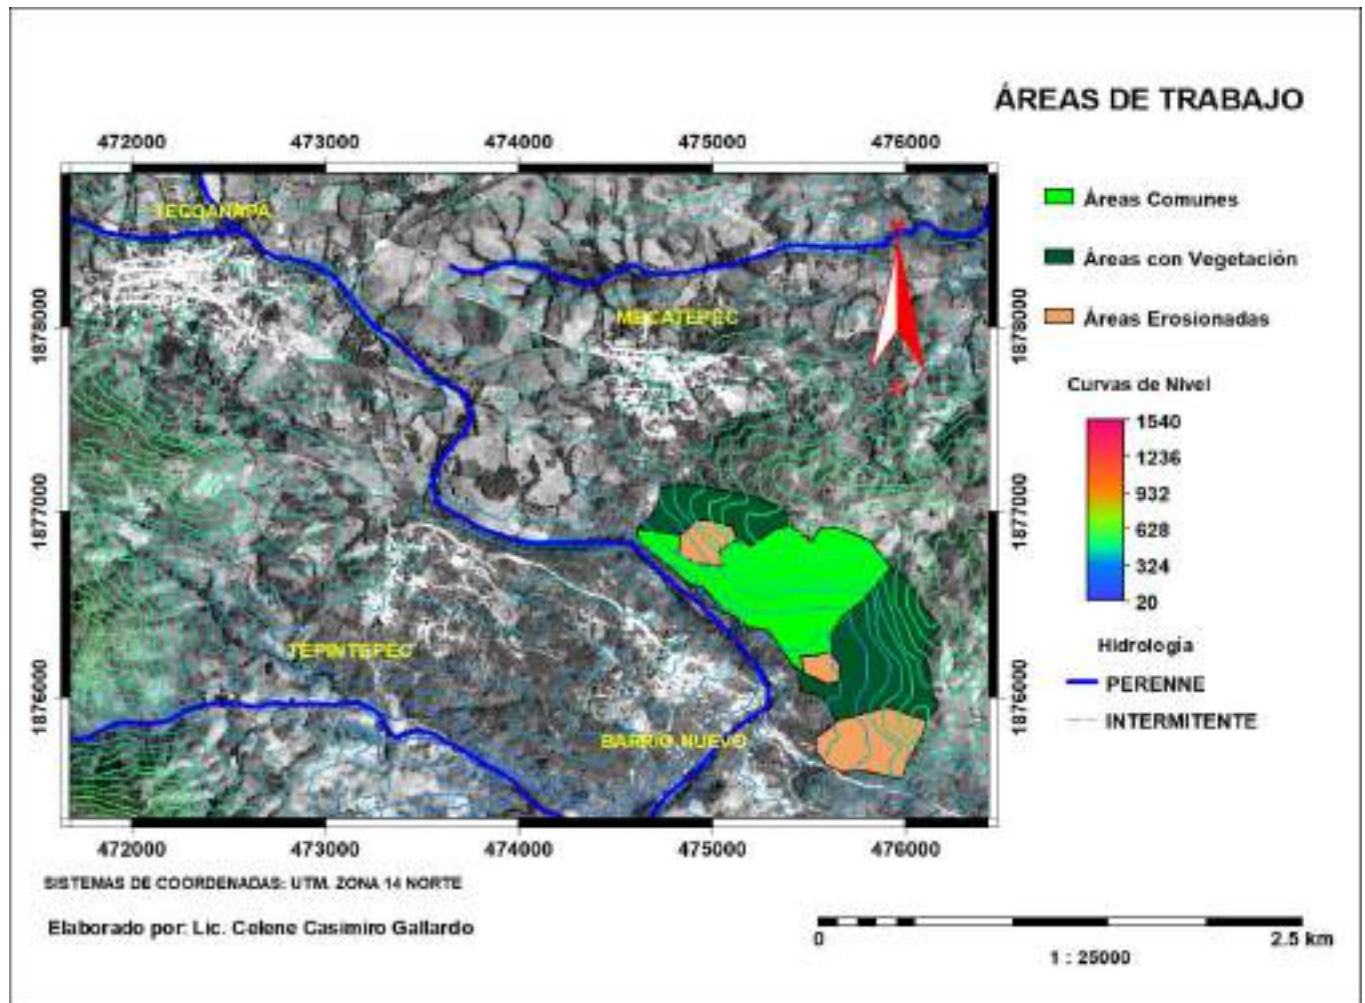 ÁREAS DE TRABAJO
472000 473000 474000 475000 476000
TECOANAPA
MECATEPEC
TEPINTEPEC
BARRIO NUEVO
1878000
1877000
1876000
1878000
1877000
1876000
472000 473000 474000 475000 476000
Áreas Comunes
Áreas con Vegetación
Áreas Erosionadas
Curvas de Nivel
1540
1236
932
628
324
20
Hidrología
PERENNE
INTERMITENTE
SISTEMAS DE COORDENADAS: UTM. ZONA 14 NORTE
Elaborado por: Lic. Celene Casimiro Gallardo
0 2.5 km
1 : 25000